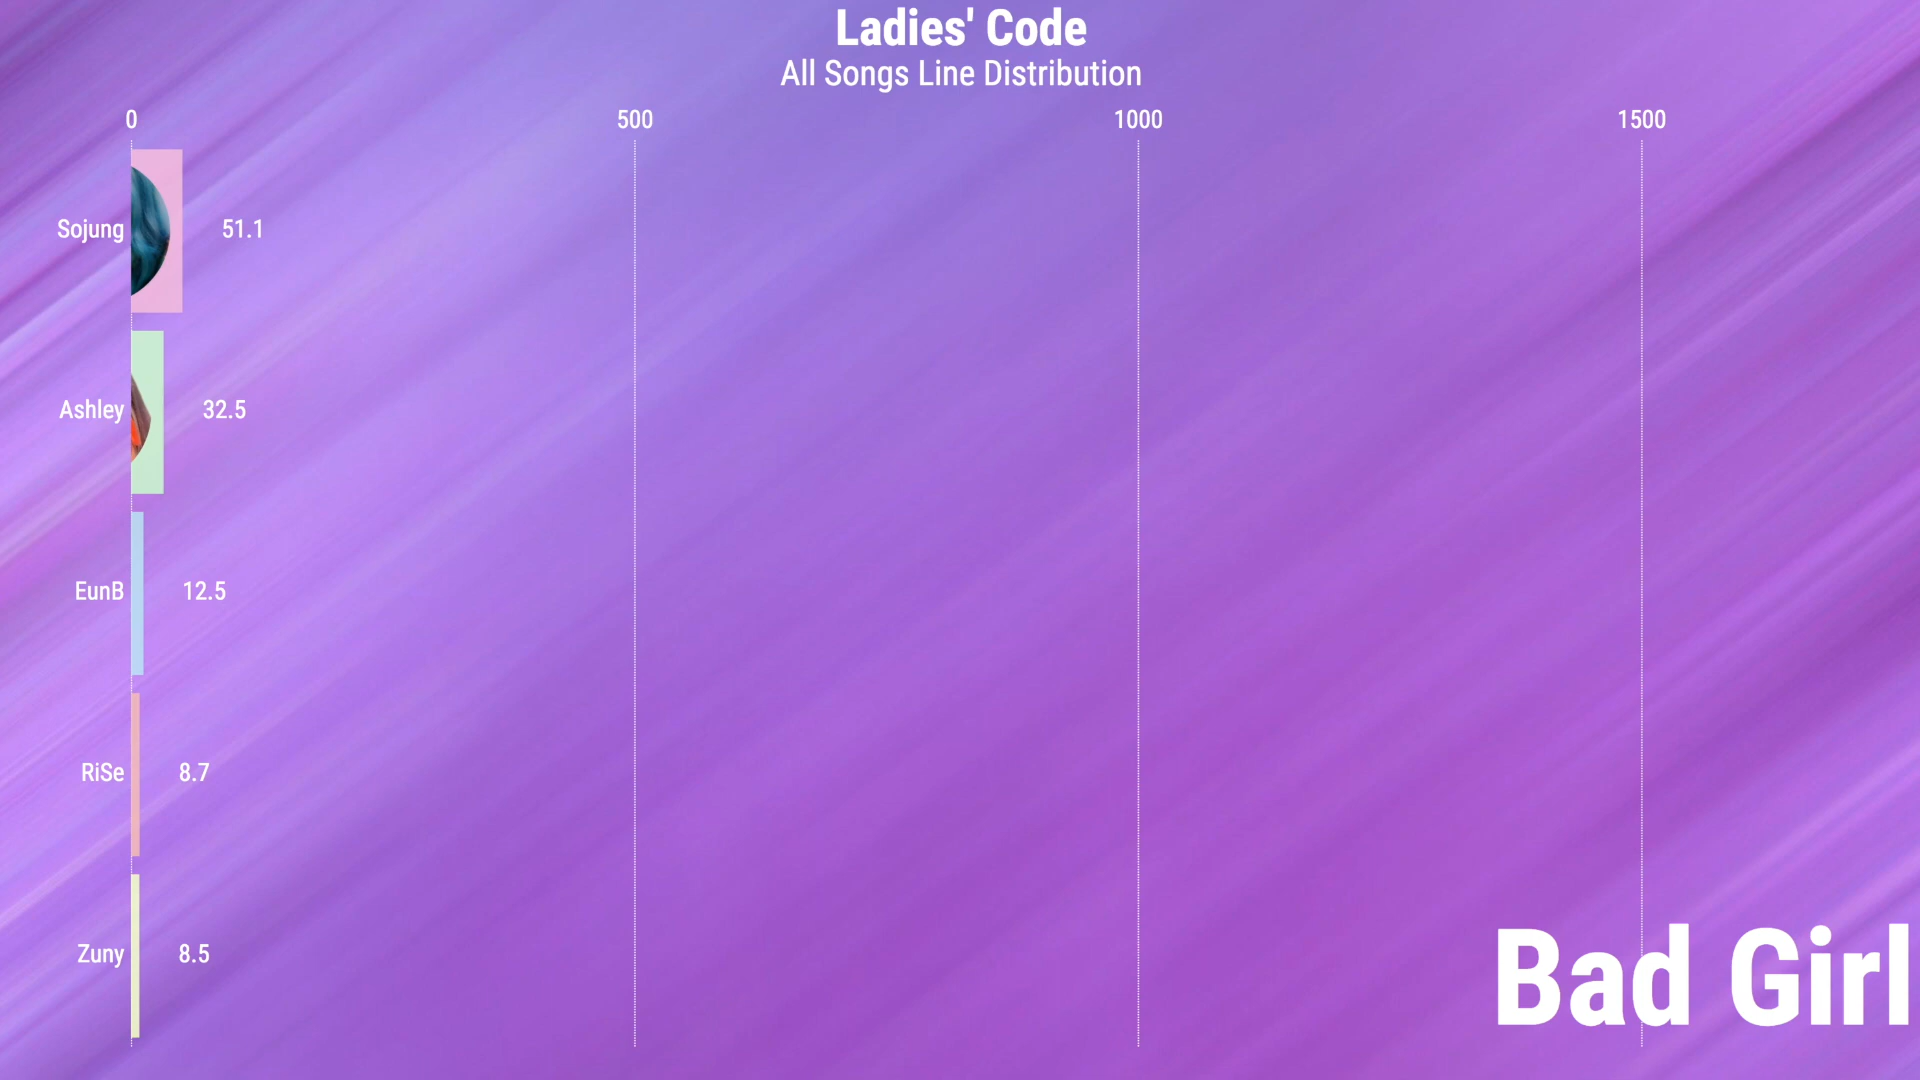 Ladies' Code
All Songs Line Distribution
0 500 1000 1500
Sojung 51.1
Ashley 32.5
EunB 12.5
RiSe 8.7
Zuny 8.5
Bad Girl